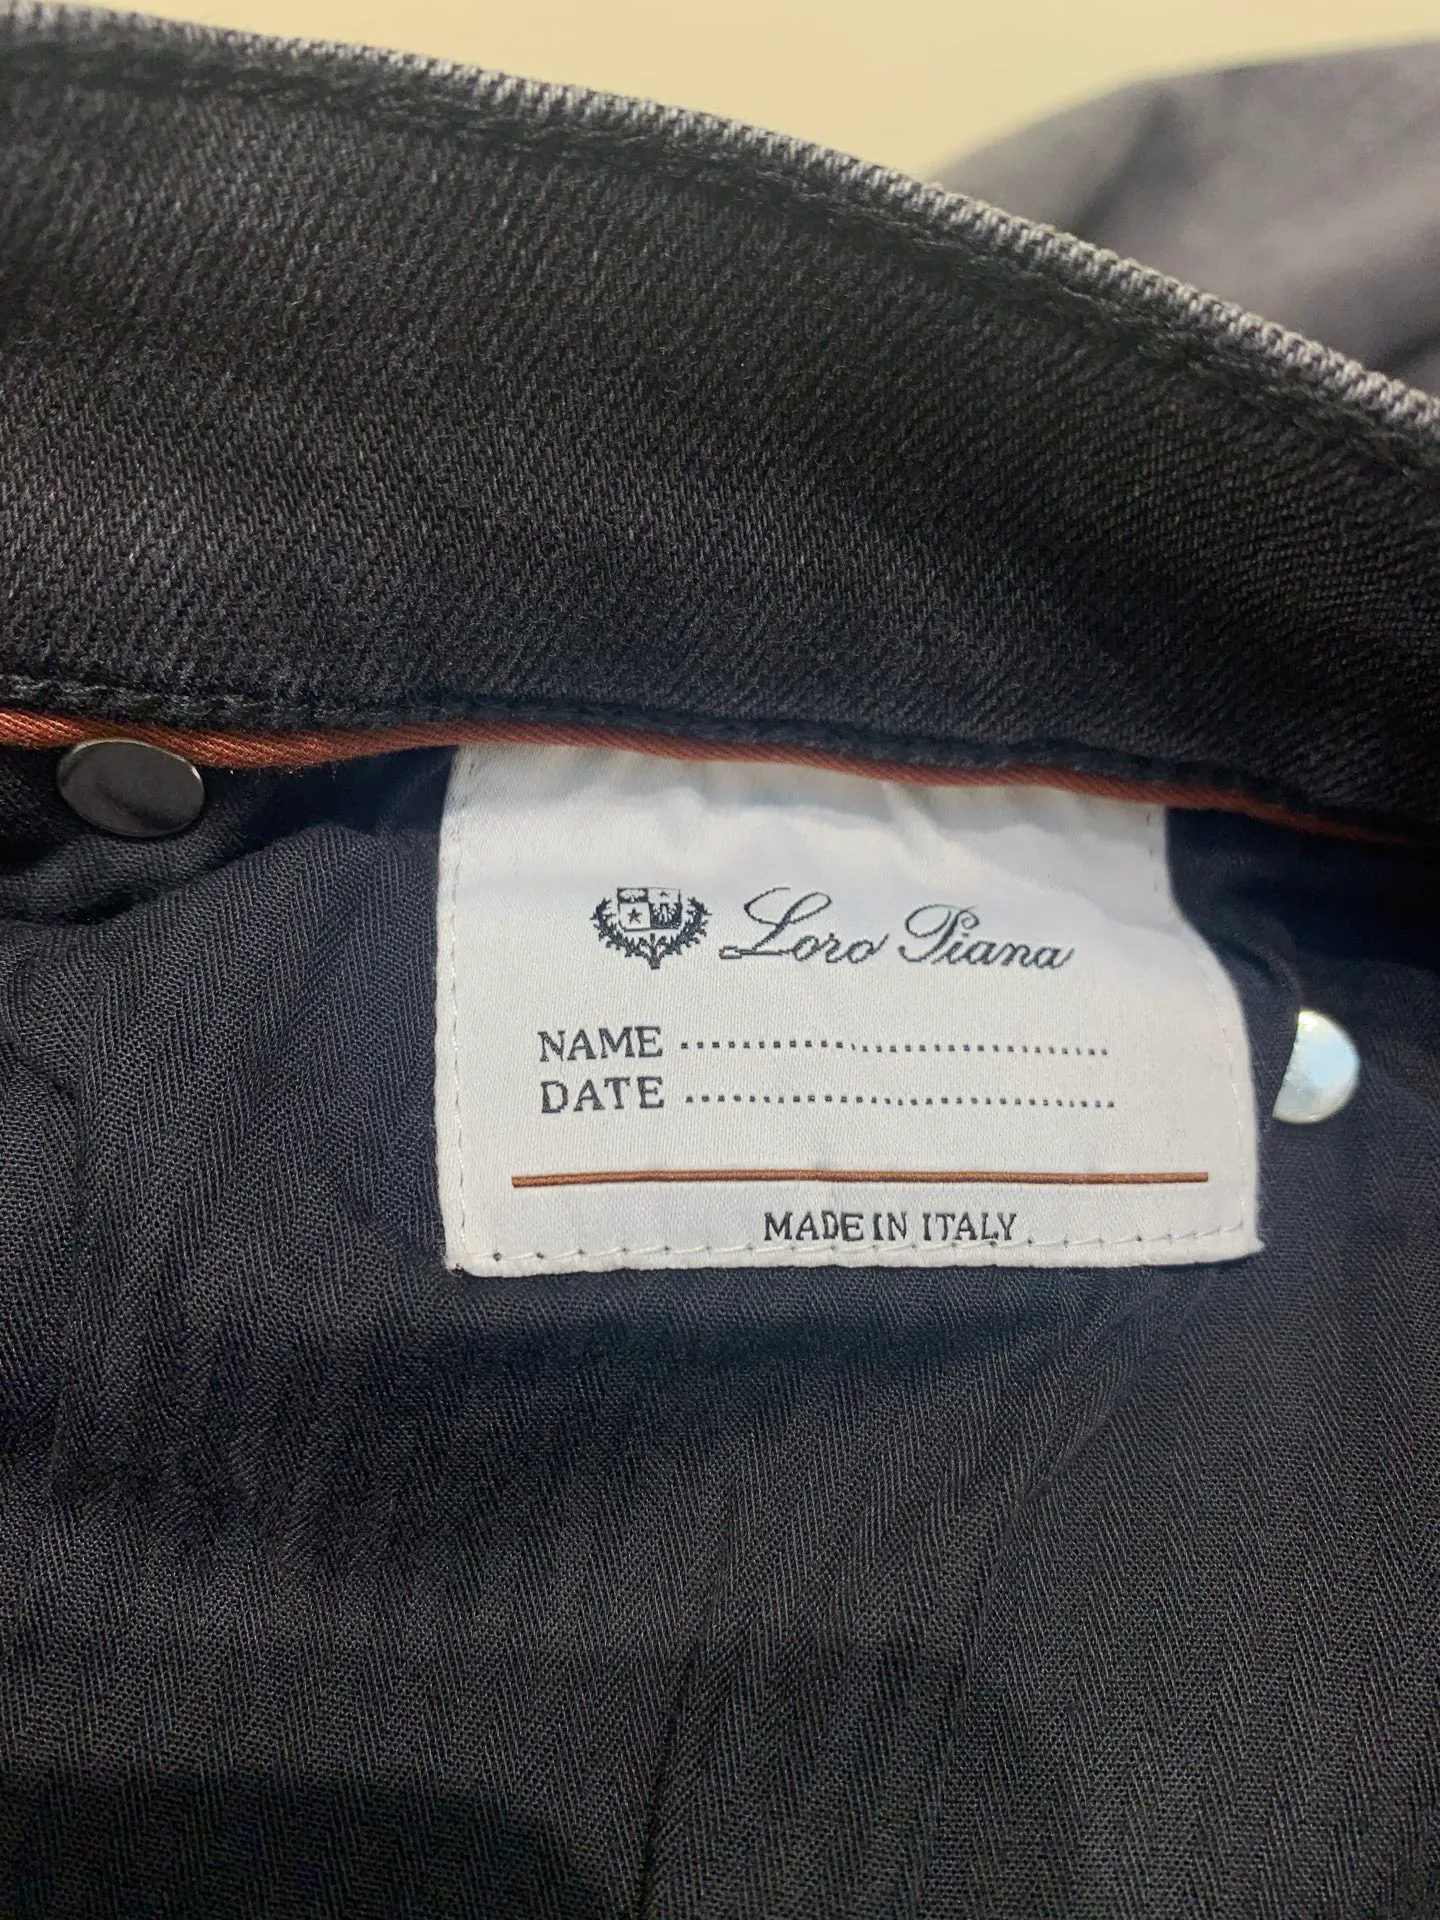 Loro Piana
NAME ........................................
DATE ........................................
MADE IN ITALY